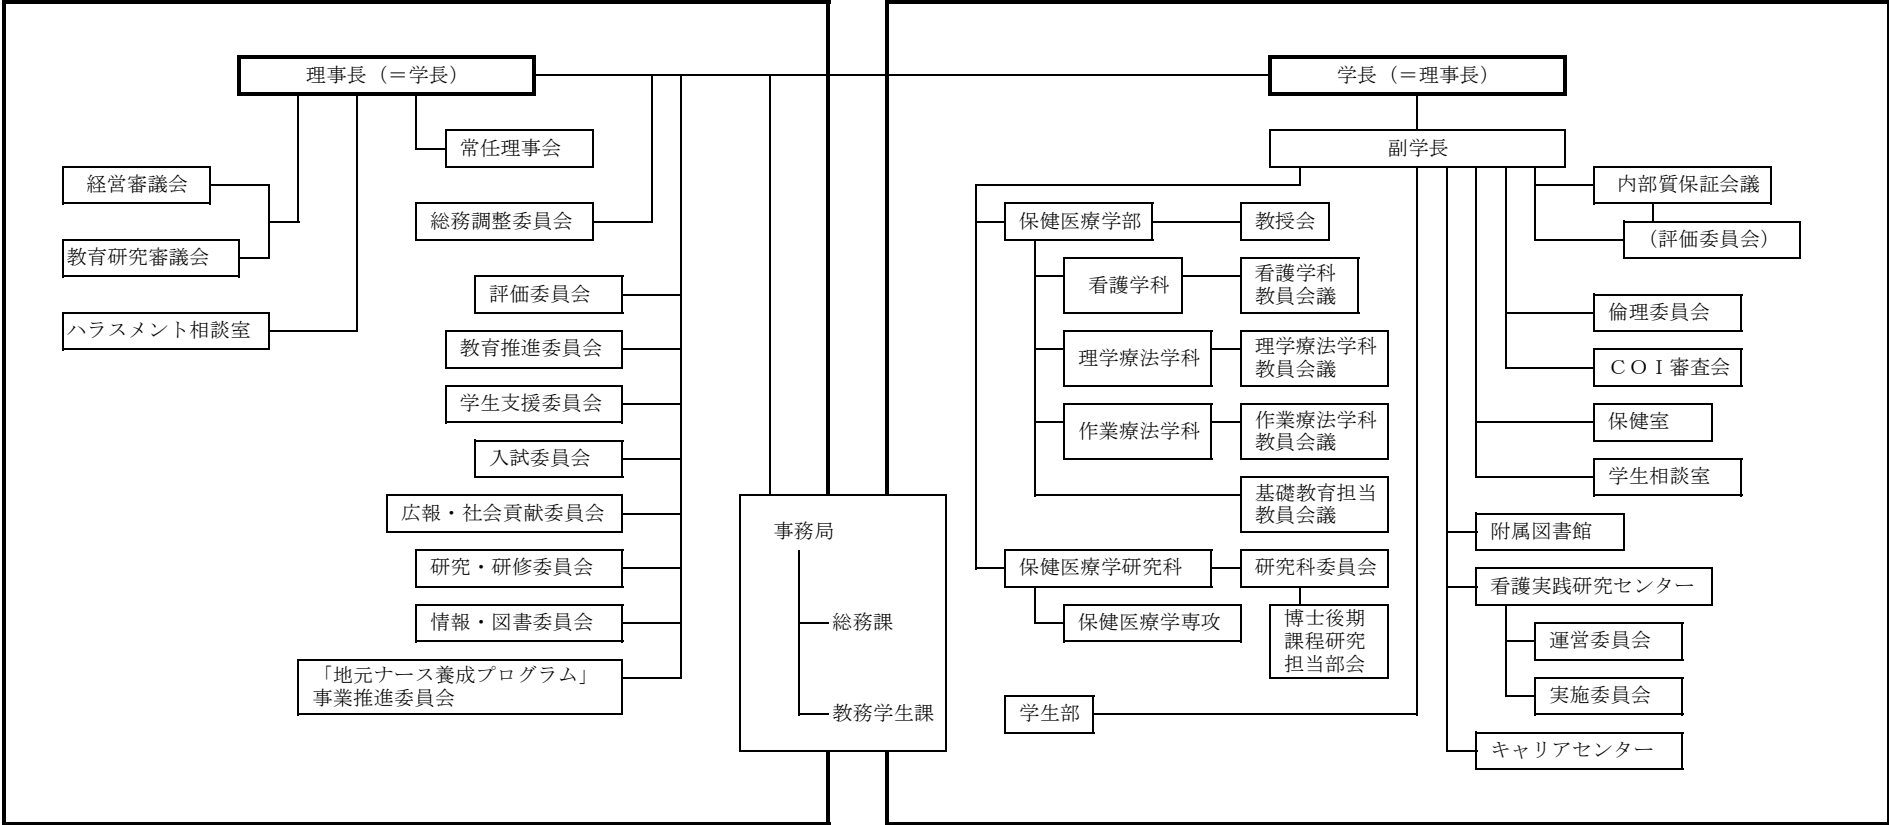 理事長（＝学長）
常任理事会
経営審議会
総務調整委員会
教育研究審議会
評価委員会
ハラスメント相談室
教育推進委員会
学生支援委員会
入試委員会
広報・社会貢献委員会
研究・研修委員会
情報・図書委員会
「地元ナース養成プログラム」
事業推進委員会
事務局
総務課
教務学生課
学長（＝理事長）
副学長
内部質保証会議
（評価委員会）
保健医療学部
教授会
看護学科
看護学科
教員会議
理学療法学科
理学療法学科
教員会議
作業療法学科
作業療法学科
教員会議
基礎教育担当
教員会議
保健医療学研究科
研究科委員会
保健医療学専攻
博士後期
課程研究
担当部会
学生部
倫理委員会
ＣＯＩ審査会
保健室
学生相談室
附属図書館
看護実践研究センター
運営委員会
実施委員会
キャリアセンター